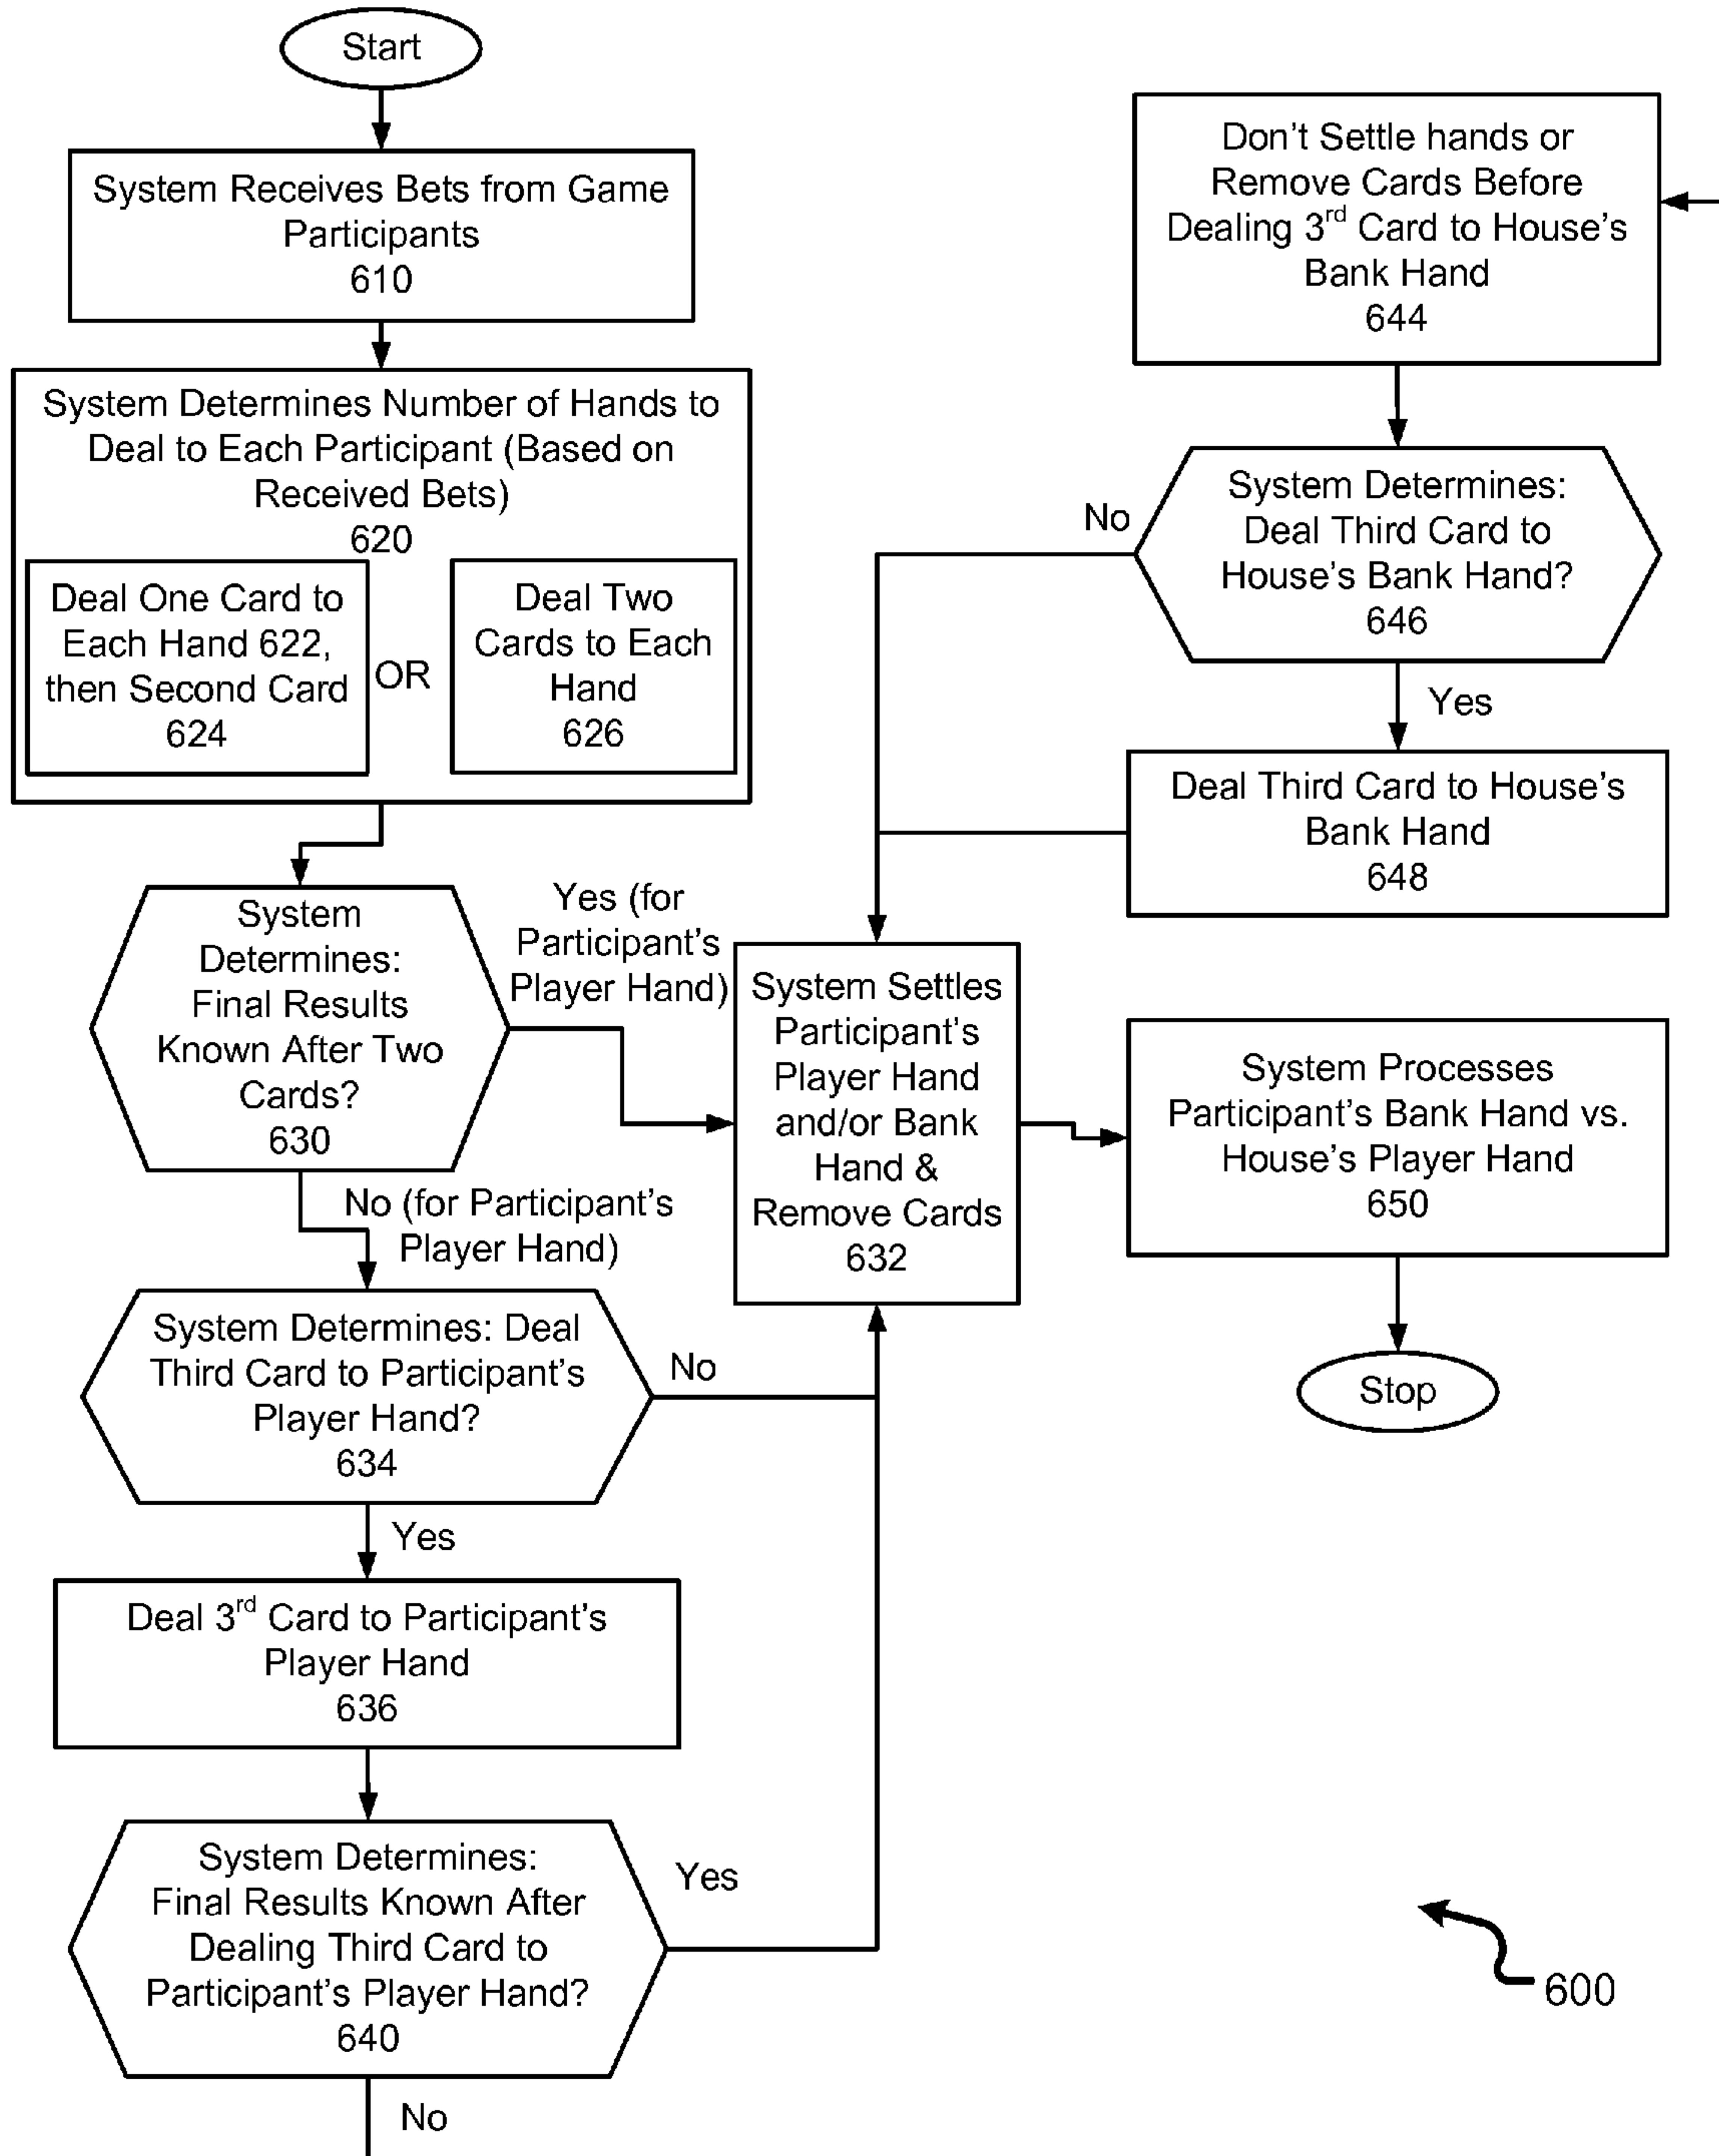 Start
System Receives Bets from Game
Participants
610
System Determines Number of Hands to
Deal to Each Participant (Based on
Received Bets)
620
Deal One Card to
Each Hand 622,
then Second Card
624
OR
Deal Two
Cards to Each
Hand
626
System
Determines:
Final Results
Known After Two
Cards?
630
Yes (for
Participant's
Player Hand)
No (for Participant's
Player Hand)
System Determines: Deal
Third Card to Participant's
Player Hand?
634
No
Yes
Deal 3rd Card to Participant's
Player Hand
636
System Determines:
Final Results Known After
Dealing Third Card to
Participant's Player Hand?
640
Yes
No
Don't Settle hands or
Remove Cards Before
Dealing 3rd Card to House's
Bank Hand
644
System Determines:
Deal Third Card to
House's Bank Hand?
646
No
Yes
Deal Third Card to House's
Bank Hand
648
System Settles
Participant's
Player Hand
and/or Bank
Hand &
Remove Cards
632
System Processes
Participant's Bank Hand vs.
House's Player Hand
650
Stop
600